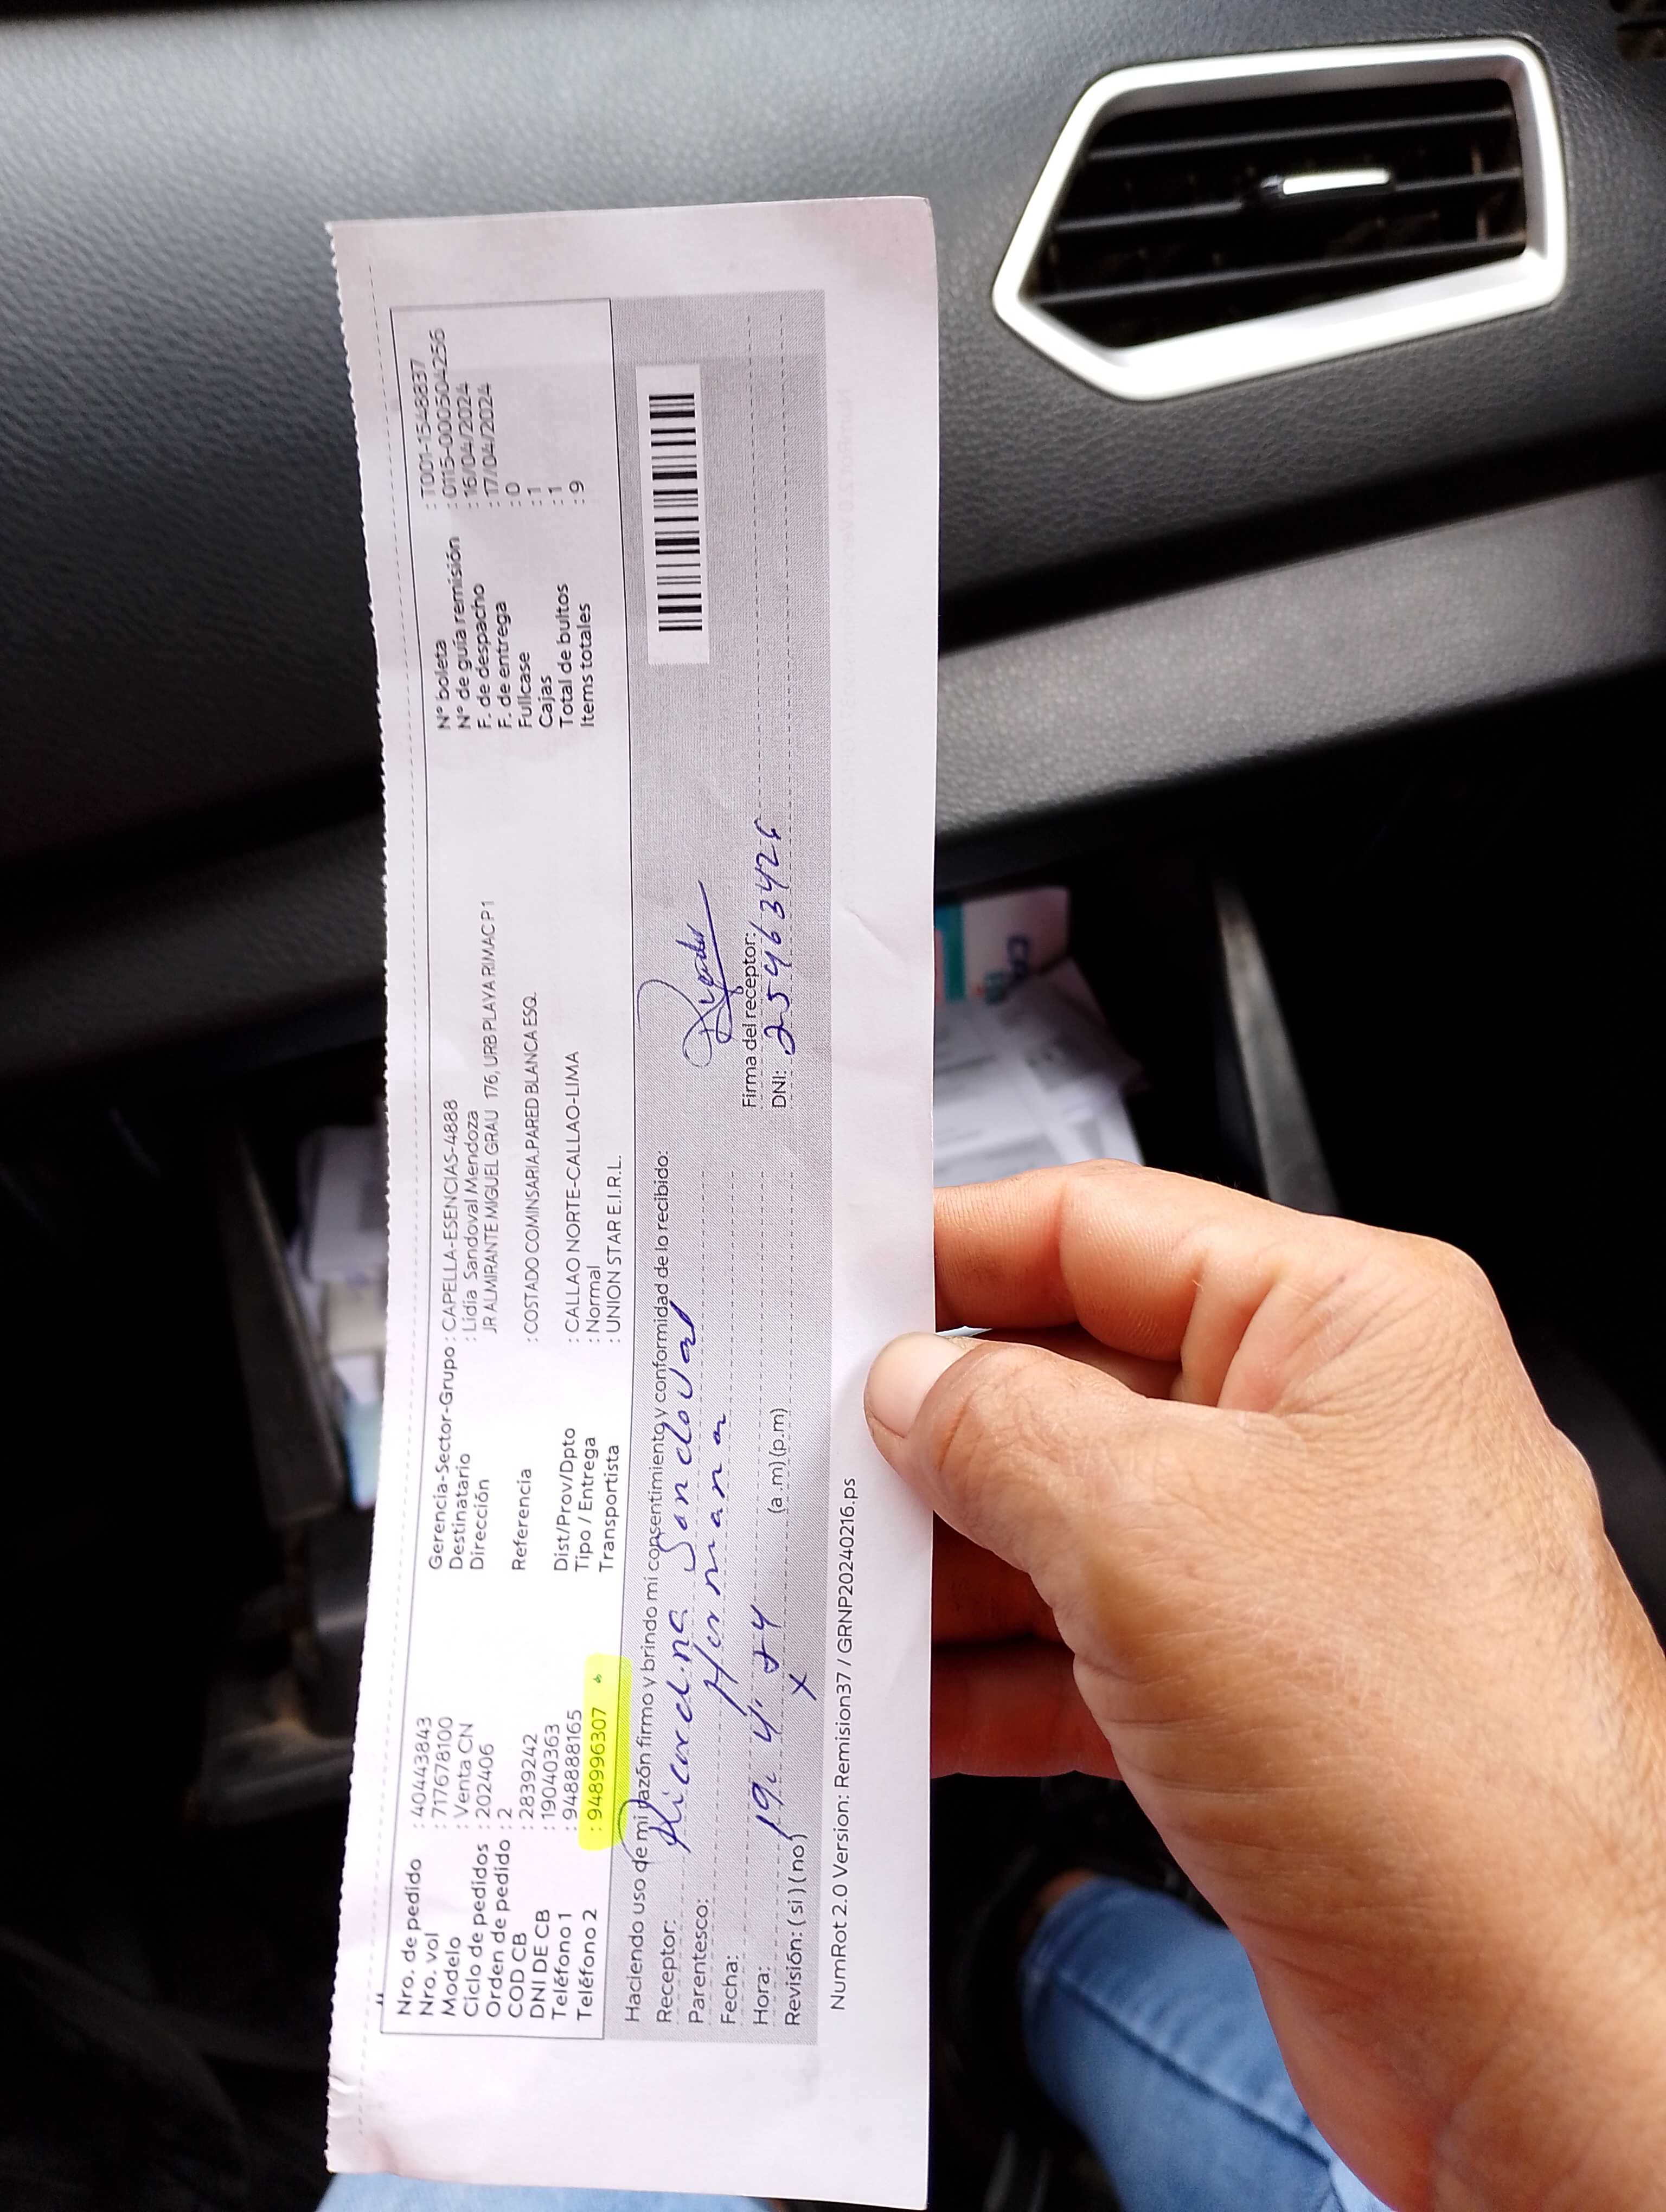 Nro. de pedido : 40443843
Nro. vol : 717678100
Modelo : Venta CN
Ciclo de pedidos : 202406
Orden de pedido : 2
COD CB : 2839242
DNI DE CB : 19040363
Teléfono 1 : 948888165
Teléfono 2 : 948996307
Gerencia-Sector-Grupo : CAPELLA-ESENCIAS-4888
Destinatario : Lidia Sandoval Mendoza
Dirección JR ALMIRANTE MIGUEL GRAU 176, URB PLAYA RIMAC P1
Referencia : COSTADO COMINSARIA.PARED BLANCA ESQ.
Dist/Prov/Dpto : CALLAO NORTE-CALLAO-LIMA
Tipo / Entrega : Normal
Transportista : UNION STAR E.I.R.L.
N° boleta : T001-1548837
N° de guía remisión : 0115-0005042 56
F. de despacho : 16/04/2024
F. de entrega : 17/04/2024
Fullcase : 0
Cajas : 1
Total de bultos : 1
Items totales : 9
Haciendo uso de mi razón firmo y brindo mi consentimiento y conformidad de lo recibido:
Receptor: Ricardina Sandoval
Parentesco: Hermana
Fecha: 19. 4. 24
Hora: (a .m) (p.m)
Revisión: ( si ) ( no ) x
Firma del receptor:
DNI: 25463426
NumRot 2.0 Version: Remision37 / GRNP20240216.ps